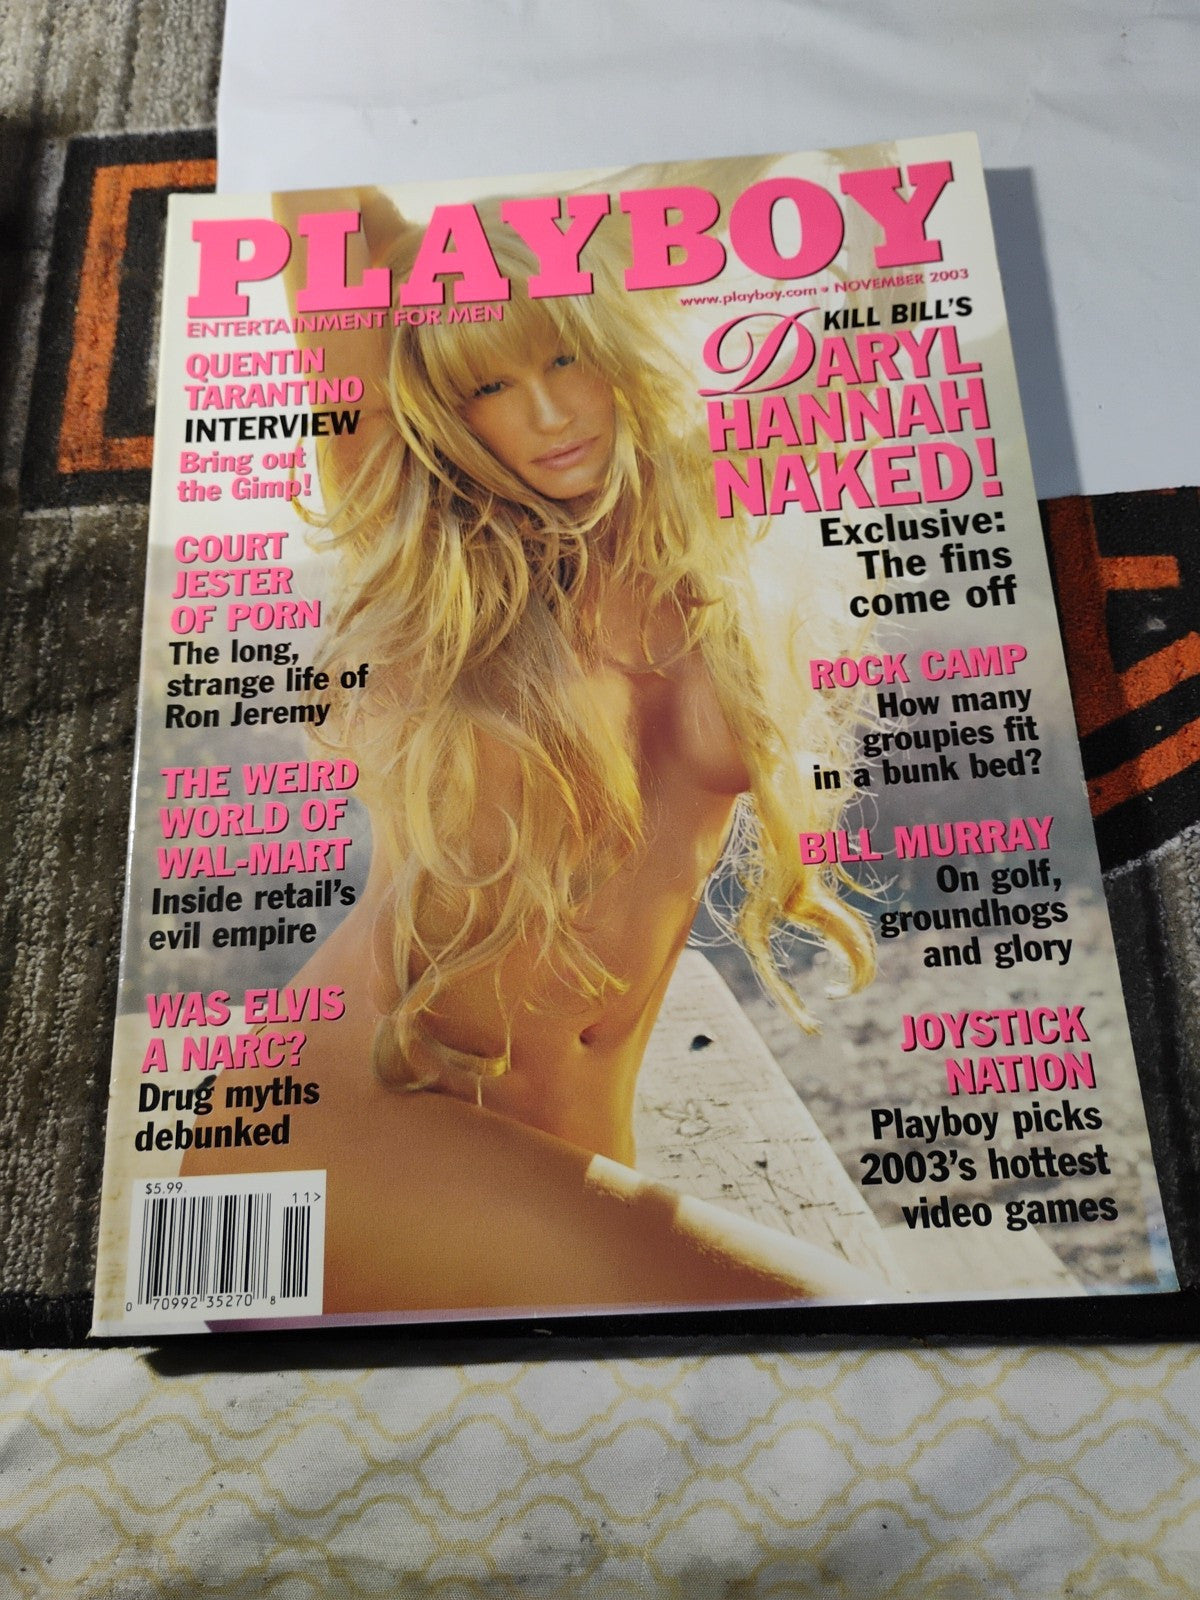 PLAYBOY
ENTERTAINMENT FOR MEN
www.playboy.com • NOVEMBER 2003
QUENTIN
TARANTINO
INTERVIEW
Bring out
the Gimp!
COURT
JESTER
OF PORN
The long,
strange life of
Ron Jeremy
THE WEIRD
WORLD OF
WAL-MART
Inside retail's
evil empire
WAS ELVIS
A NARC?
Drug myths
debunked
KILL BILL'S
DARYL
HANNAH
NAKED!
Exclusive:
The fins
come off
ROCK CAMP
How many
groupies fit
in a bunk bed?
BILL MURRAY
On golf,
groundhogs
and glory
JOYSTICK
NATION
Playboy picks
2003's hottest
video games
$5.99
11>
0 70992 35270 8